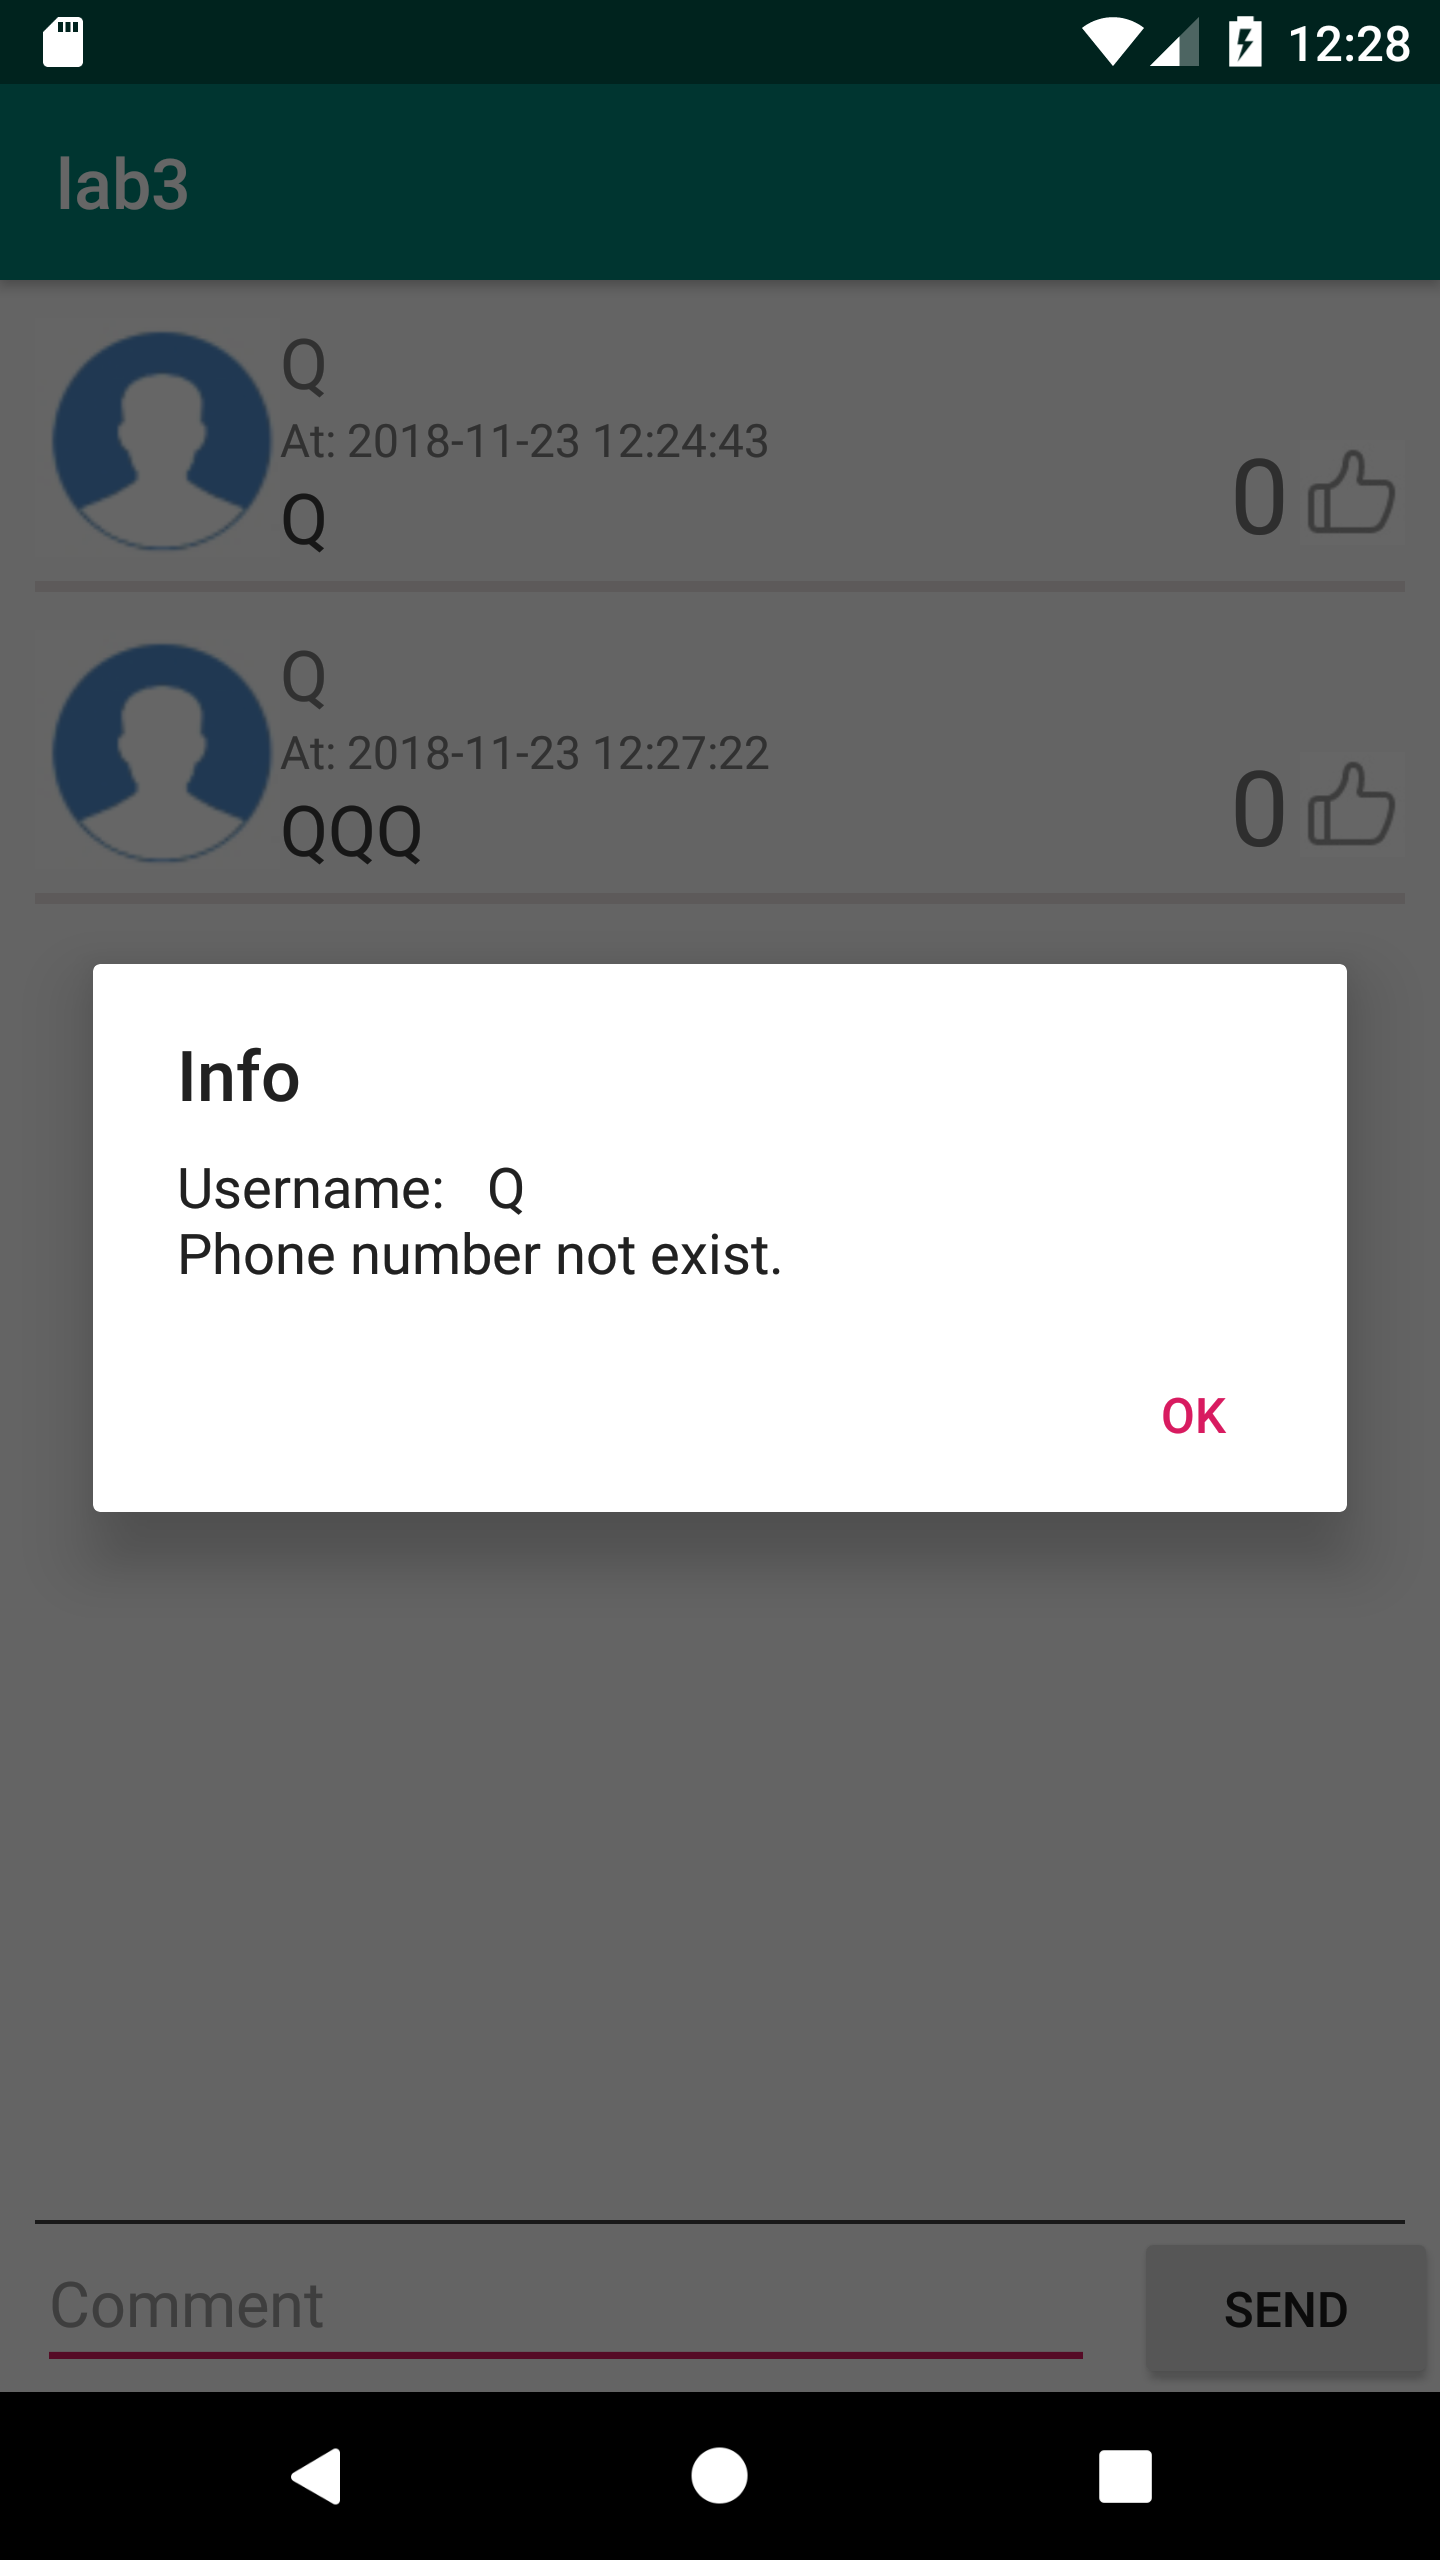 12:28
lab3
Q
At: 2018-11-23 12:24:43
Q
0
Q
At: 2018-11-23 12:27:22
QQQ
0
Info
Username:   Q
Phone number not exist.
OK
Comment
SEND